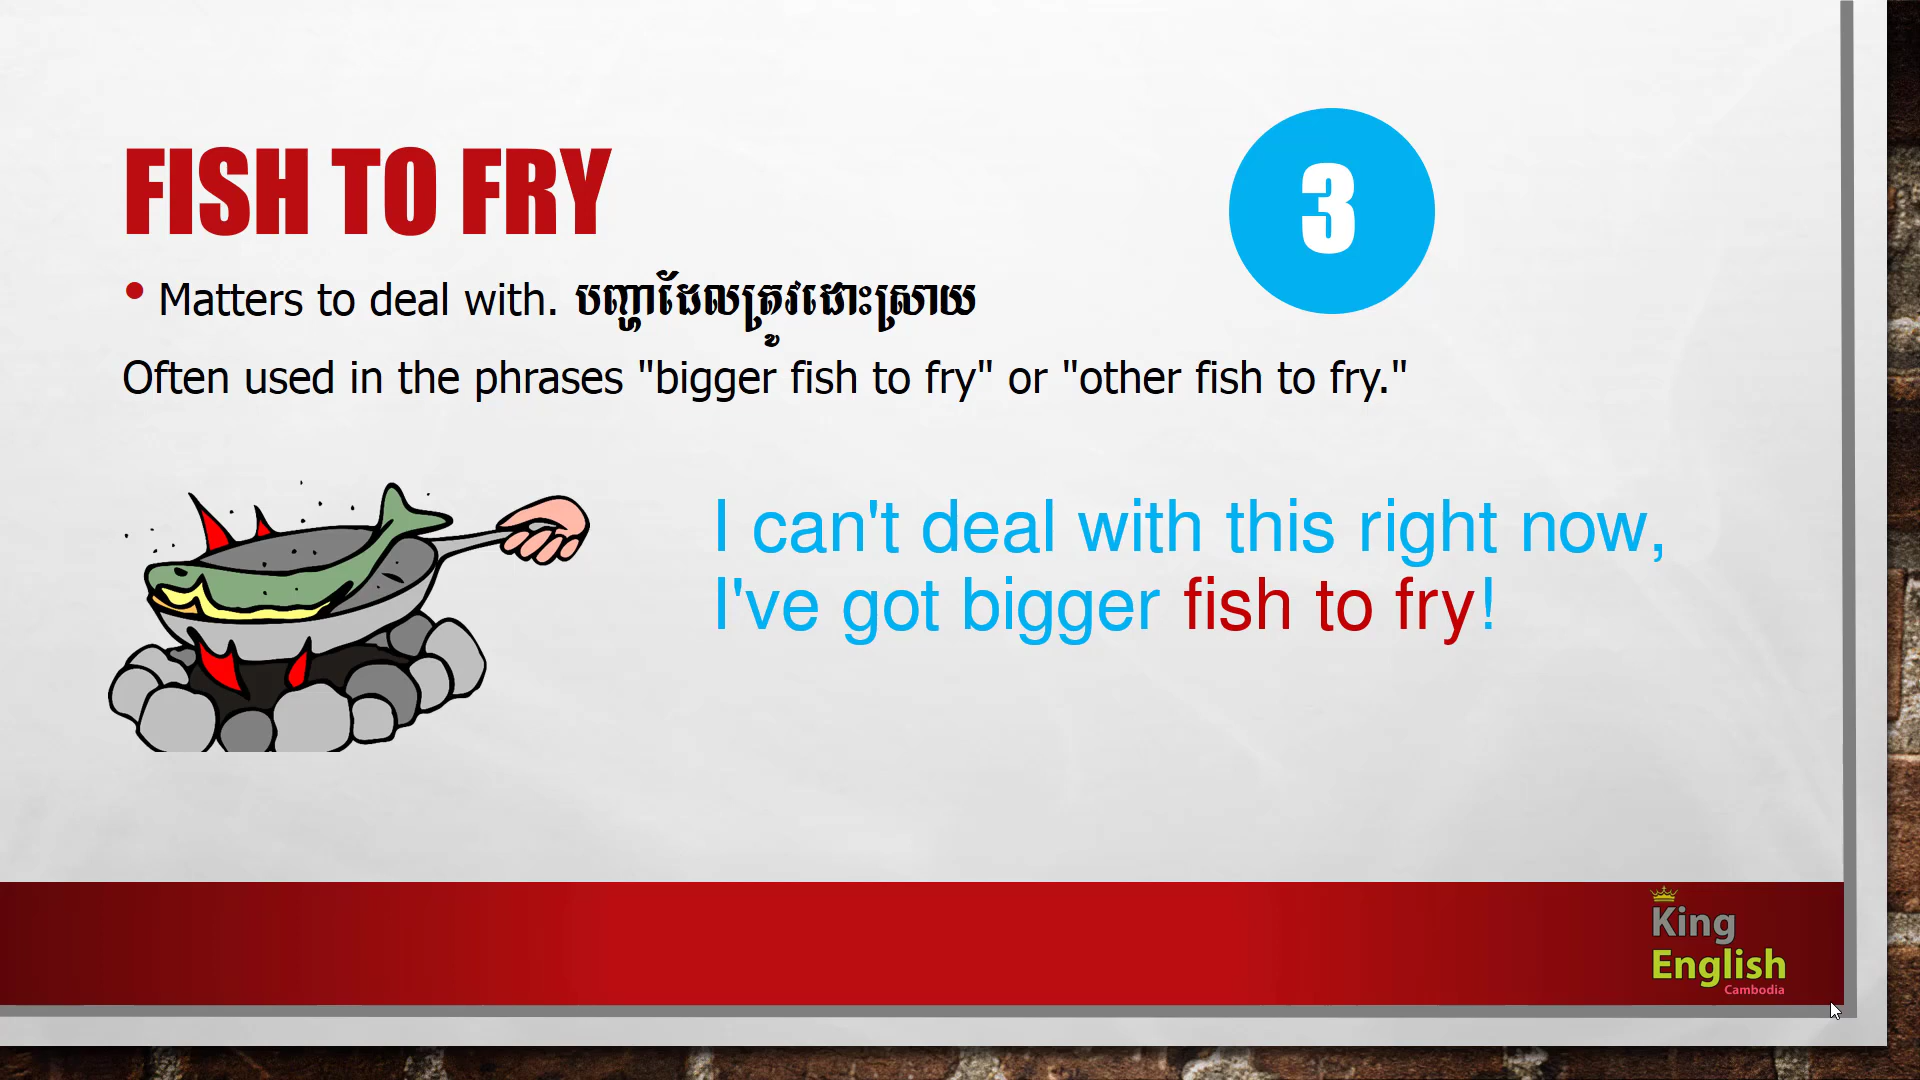 FISH TO FRY
3
• Matters to deal with. បញ្ហាដែលត្រូវដោះស្រាយ
Often used in the phrases "bigger fish to fry" or "other fish to fry."
I can't deal with this right now,
I've got bigger fish to fry!
King
English
Cambodia